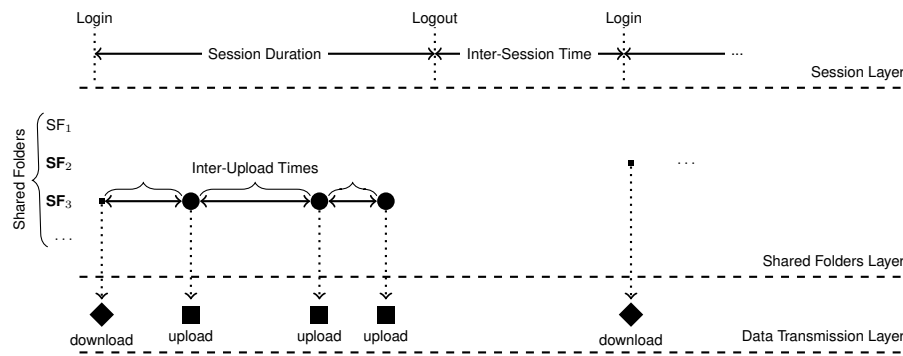 Login Logout Login
Session Duration Inter-Session Time ...
Session Layer
Shared Folders
SF₁
SF₂ ...
Inter-Upload Times
SF₃
...
Shared Folders Layer
download upload upload upload download
Data Transmission Layer